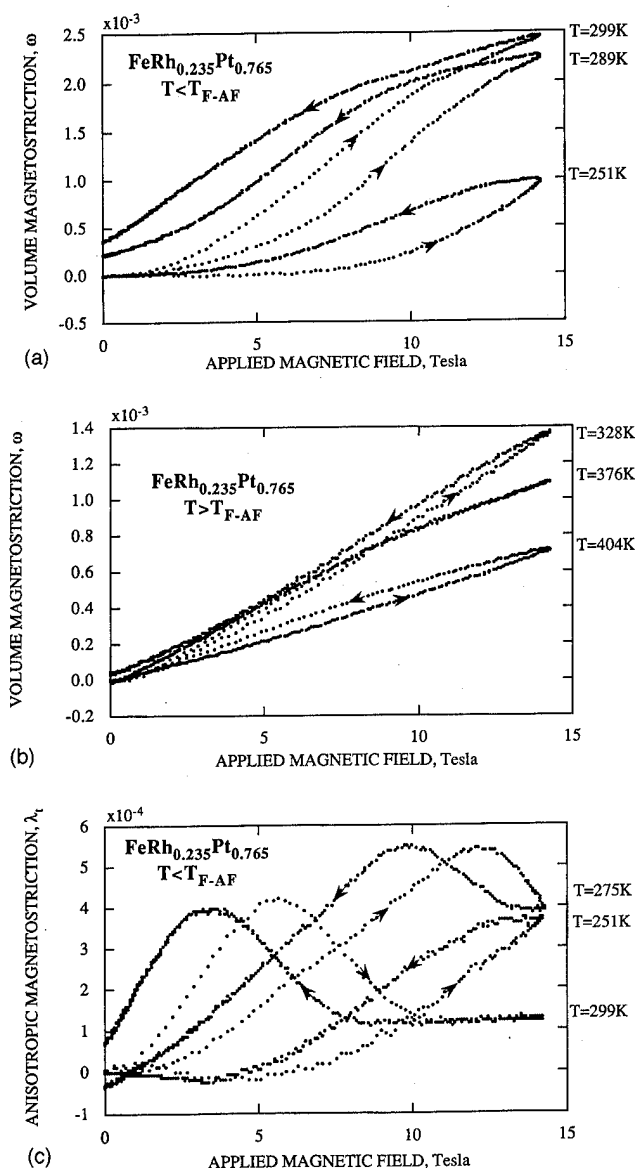 x10⁻³
2.5
2.0
1.5
1.0
0.5
0.0
-0.5
VOLUME MAGNETOSTRICTION, ω
FeRh0.235Pt0.765
T<TF-AF
T=299K
T=289K
T=251K
0
5
10
15
APPLIED MAGNETIC FIELD, Tesla
(a)
x10⁻³
1.4
1.2
1.0
0.8
0.6
0.4
0.2
0.0
-0.2
VOLUME MAGNETOSTRICTION, ω
FeRh0.235Pt0.765
T>TF-AF
T=328K
T=376K
T=404K
0
5
10
15
APPLIED MAGNETIC FIELD, Tesla
(b)
x10⁻⁴
6
5
4
3
2
1
0
-1
ANISOTROPIC MAGNETOSTRICTION, λt
FeRh0.235Pt0.765
T<TF-AF
T=275K
T=251K
T=299K
0
5
10
15
APPLIED MAGNETIC FIELD, Tesla
(c)